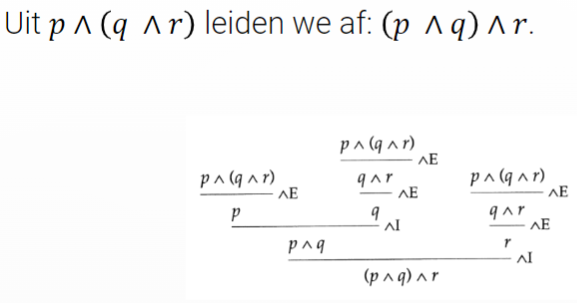 Uit p ∧ (q ∧ r) leiden we af: (p ∧ q) ∧ r.
p ∧ (q ∧ r)
∧E
p ∧ (q ∧ r)
∧E
q ∧ r
∧E
p ∧ (q ∧ r)
∧E
p
q
∧I
q ∧ r
∧E
p ∧ q
r
∧I
(p ∧ q) ∧ r